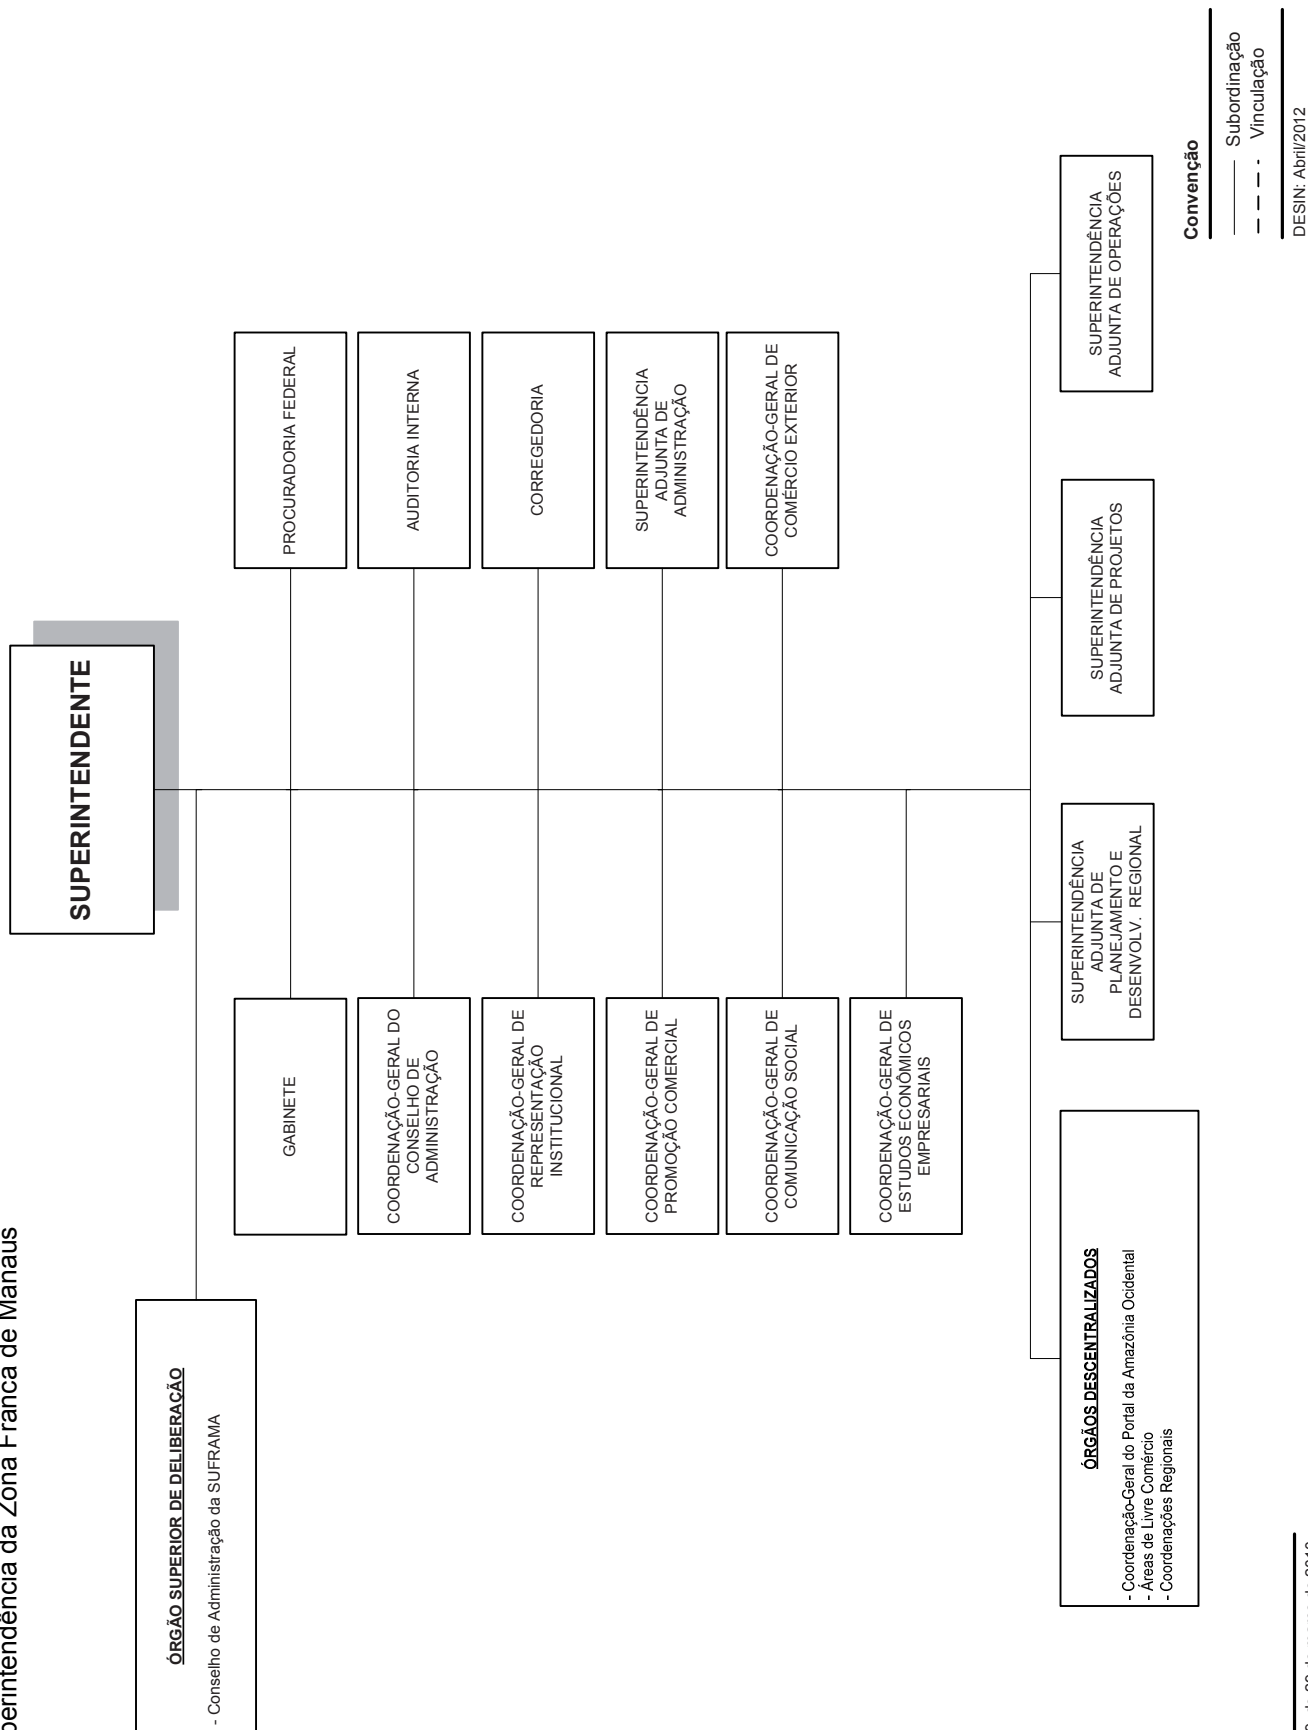 da Zona Franca de Manaus
SUPERINTENDENTE
ÓRGÃO SUPERIOR DE DELIBERAÇÃO
- Conselho de Administração da SUFRAMA
GABINETE
PROCURADORIA FEDERAL
COORDENAÇÃO-GERAL DO
CONSELHO DE
ADMINISTRAÇÃO
AUDITORIA INTERNA
COORDENAÇÃO-GERAL DE
REPRESENTAÇÃO
INSTITUCIONAL
CORREGEDORIA
COORDENAÇÃO-GERAL DE
PROMOÇÃO COMERCIAL
SUPERINTENDÊNCIA
ADJUNTA DE
ADMINISTRAÇÃO
COORDENAÇÃO-GERAL DE
COMUNICAÇÃO SOCIAL
COORDENAÇÃO-GERAL DE
COMÉRCIO EXTERIOR
COORDENAÇÃO-GERAL DE
ESTUDOS ECONÔMICOS
EMPRESARIAIS
ÓRGÃOS DESCENTRALIZADOS
- Coordenação-Geral do Portal da Amazônia Ocidental
- Áreas de Livre Comércio
- Coordenações Regionais
SUPERINTENDÊNCIA
ADJUNTA DE
PLANEJAMENTO E
DESENVOLV. REGIONAL
SUPERINTENDÊNCIA
ADJUNTA DE PROJETOS
SUPERINTENDÊNCIA
ADJUNTA DE OPERAÇÕES
Convenção
Subordinação
Vinculação
DESIN: Abril/2012